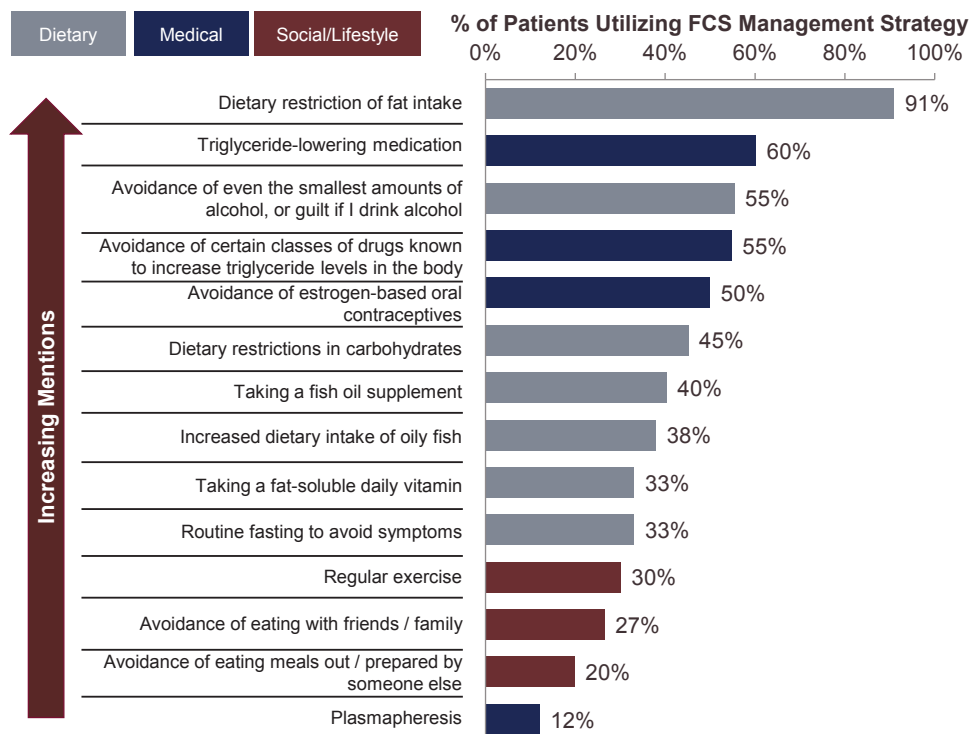 Dietary
Medical
Social/Lifestyle
% of Patients Utilizing FCS Management Strategy
0%
20%
40%
60%
80%
100%
Increasing Mentions
Dietary restriction of fat intake
91%
Triglyceride-lowering medication
60%
Avoidance of even the smallest amounts of
alcohol, or guilt if I drink alcohol
55%
Avoidance of certain classes of drugs known
to increase triglyceride levels in the body
55%
Avoidance of estrogen-based oral
contraceptives
50%
Dietary restrictions in carbohydrates
45%
Taking a fish oil supplement
40%
Increased dietary intake of oily fish
38%
Taking a fat-soluble daily vitamin
33%
Routine fasting to avoid symptoms
33%
Regular exercise
30%
Avoidance of eating with friends / family
27%
Avoidance of eating meals out / prepared by
someone else
20%
Plasmapheresis
12%